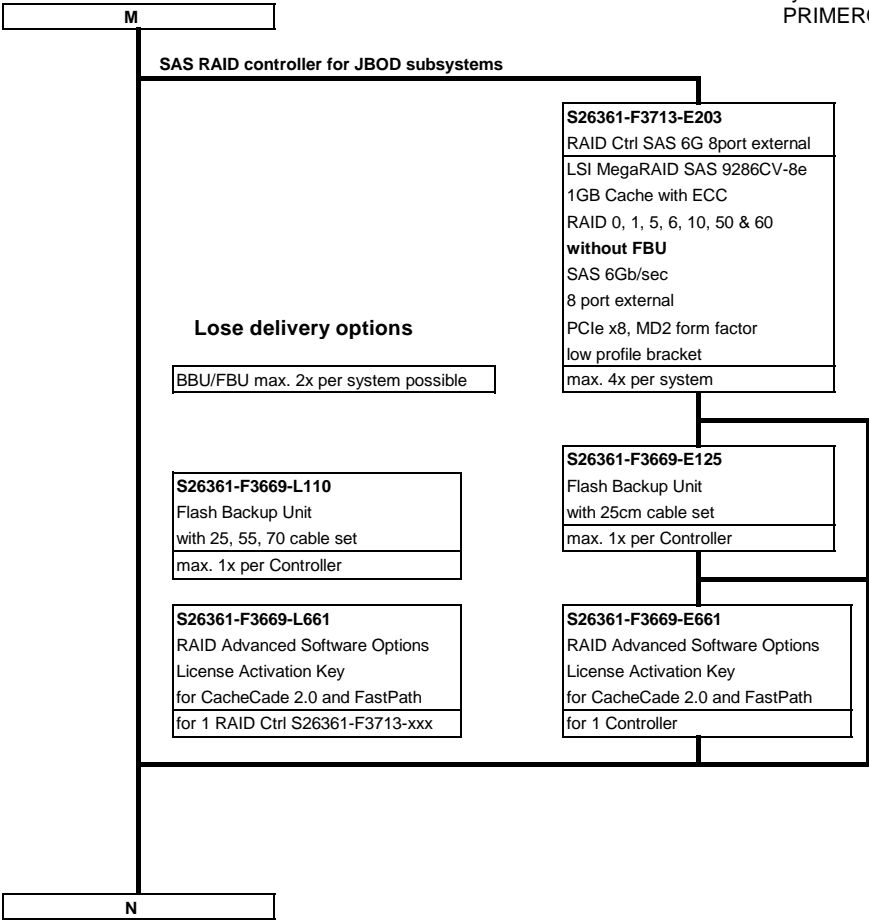 PRIMERG
M
SAS RAID controller for JBOD subsystems
S26361-F3713-E203
RAID Ctrl SAS 6G 8port external
LSI MegaRAID SAS 9286CV-8e
1GB Cache with ECC
RAID 0, 1, 5, 6, 10, 50 & 60
without FBU
SAS 6Gb/sec
8 port external
PCIe x8, MD2 form factor
low profile bracket
max. 4x per system
Lose delivery options
BBU/FBU max. 2x per system possible
S26361-F3669-E125
Flash Backup Unit
with 25cm cable set
max. 1x per Controller
S26361-F3669-L110
Flash Backup Unit
with 25, 55, 70 cable set
max. 1x per Controller
S26361-F3669-L661
RAID Advanced Software Options
License Activation Key
for CacheCade 2.0 and FastPath
for 1 RAID Ctrl S26361-F3713-xxx
S26361-F3669-E661
RAID Advanced Software Options
License Activation Key
for CacheCade 2.0 and FastPath
for 1 Controller
N